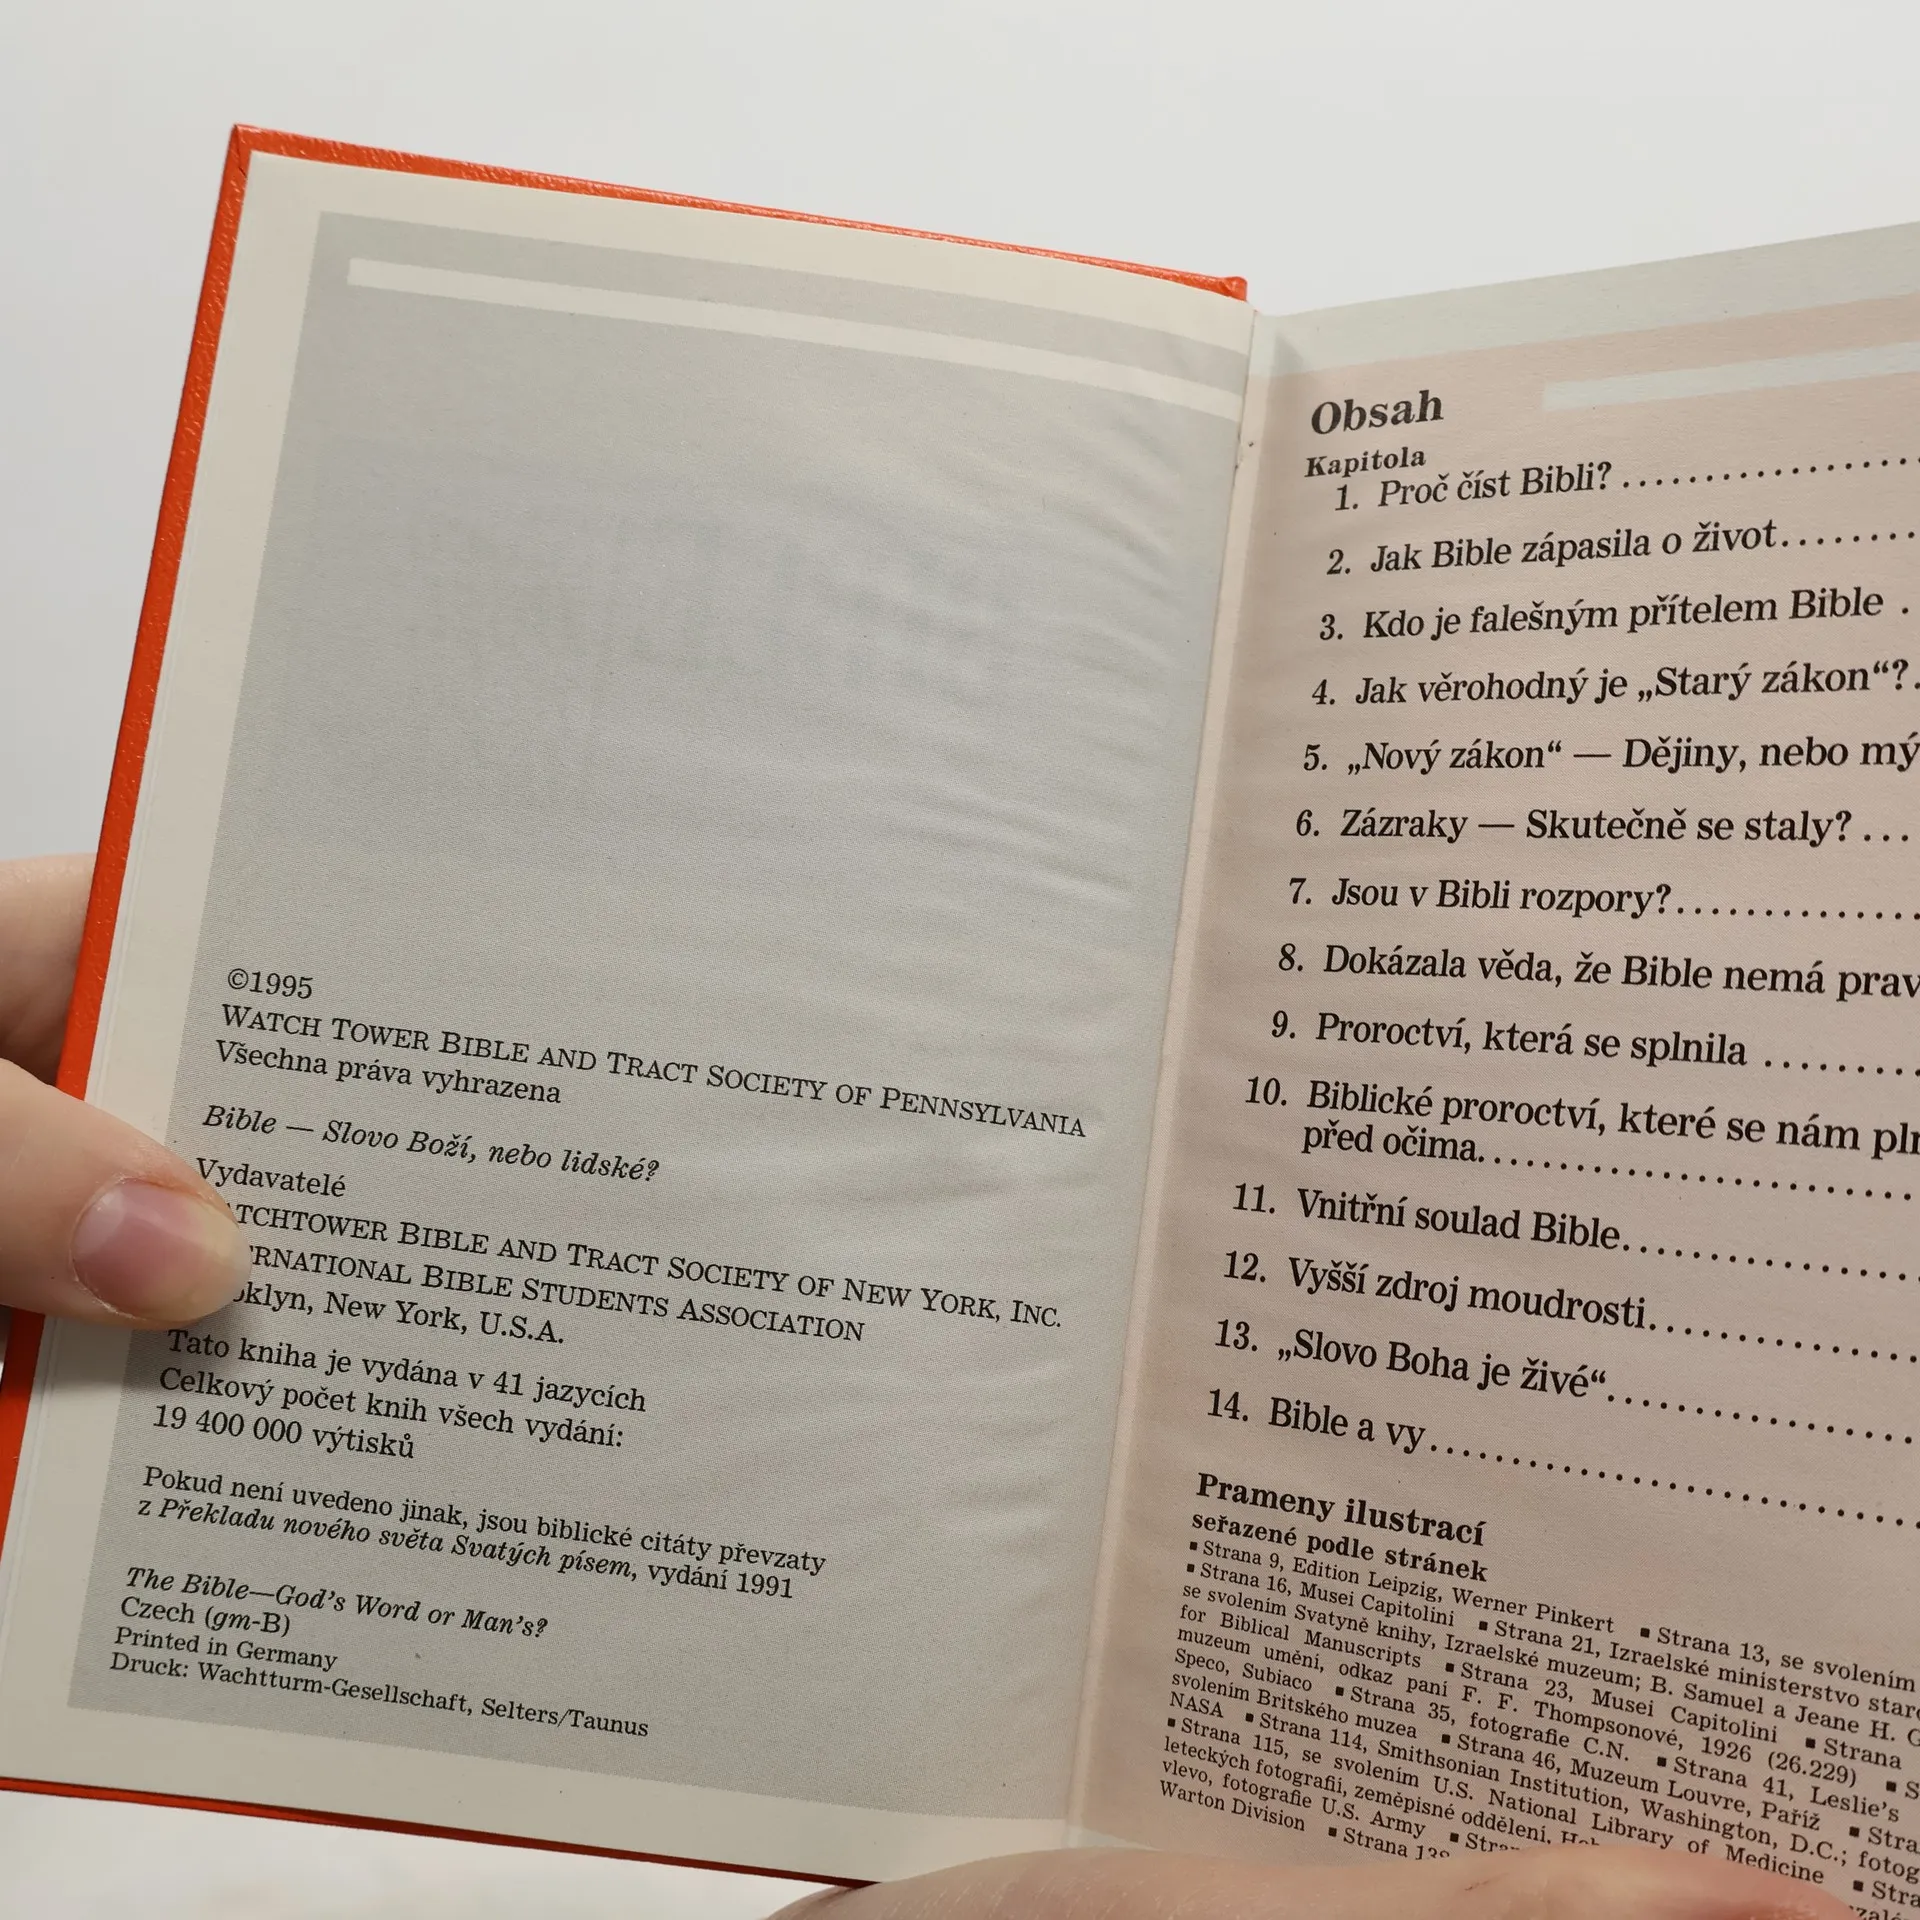 ©1995
WATCH TOWER BIBLE AND TRACT SOCIETY OF PENNSYLVANIA
Všechna práva vyhrazena
Bible — Slovo Boží, nebo lidské?
Vydavatelé
TCHTOWER BIBLE AND TRACT SOCIETY OF NEW YORK, INC.
RNATIONAL BIBLE STUDENTS ASSOCIATION
oklyn, New York, U.S.A.
Tato kniha je vydána v 41 jazycích
Celkový počet knih všech vydání:
19 400 000 výtisků
Pokud není uvedeno jinak, jsou biblické citáty převzaty
z Překladu nového světa Svatých písem, vydání 1991
The Bible—God's Word or Man's?
Czech (gm-B)
Printed in Germany
Druck: Wachtturm-Gesellschaft, Selters/Taunus
Obsah
Kapitola
1. Proč číst Bibli?
2. Jak Bible zápasila o život
3. Kdo je falešným přítelem Bible
4. Jak věrohodný je „Starý zákon“?
5. „Nový zákon“ — Dějiny, nebo mý
6. Zázraky — Skutečně se staly?
7. Jsou v Bibli rozpory?
8. Dokázala věda, že Bible nemá prav
9. Proroctví, která se splnila
10. Biblické proroctví, které se nám pln
před očima
11. Vnitřní soulad Bible
12. Vyšší zdroj moudrosti
13. „Slovo Boha je živé“
14. Bible a vy
Prameny ilustrací
seřazené podle stránek
▪ Strana 9, Edition Leipzig, Werner Pinkert ▪ Strana 13, se svolením
▪ Strana 16, Musei Capitolini ▪ Strana 21, Izraelské ministerstvo star
se svolením Svatyně knihy, Izraelské muzeum; B. Samuel a Jeane H. G
for Biblical Manuscripts ▪ Strana 23, Musei Capitolini ▪ Strana
muzeum umění, odkaz paní F. F. Thompsonové, 1926 (26.229) ▪ S
Speco, Subiaco ▪ Strana 35, fotografie C.N. ▪ Strana 41, Leslie's
svolením Britského muzea ▪ Strana 46, Muzeum Louvre, Paříž ▪ Stra
NASA ▪ Strana 114, Smithsonian Institution, Washington, D.C.; fotog
▪ Strana 115, se svolením U.S. National Library of Medicine ▪ Stra
leteckých fotografií, zeměpisné oddělení,
vlevo, fotografie U.S. Army
Warton Division ▪ Strana